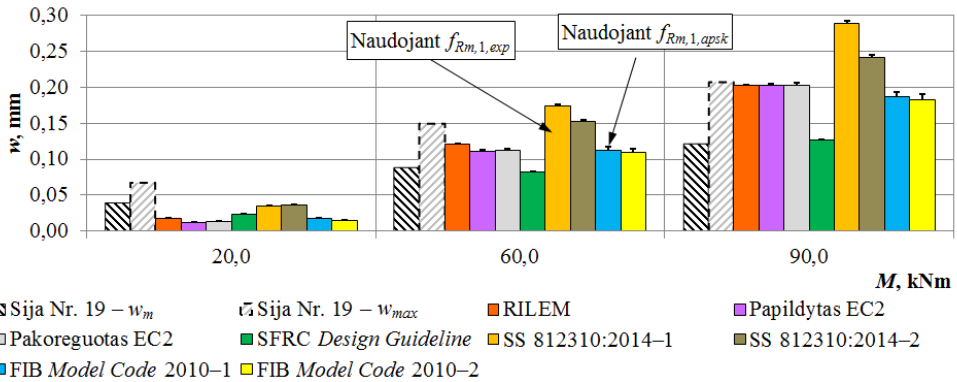 0,30
0,25
0,20
0,15
0,10
0,05
0,00
w, mm
Naudojant fRm,1,exp
Naudojant fRm,1,apsk
20,0 60,0 90,0
M, kNm
Sija Nr. 19 – wm Sija Nr. 19 – wmax RILEM Papildytas EC2
Pakoreguotas EC2 SFRC Design Guideline SS 812310:2014–1 SS 812310:2014–2
FIB Model Code 2010–1 FIB Model Code 2010–2